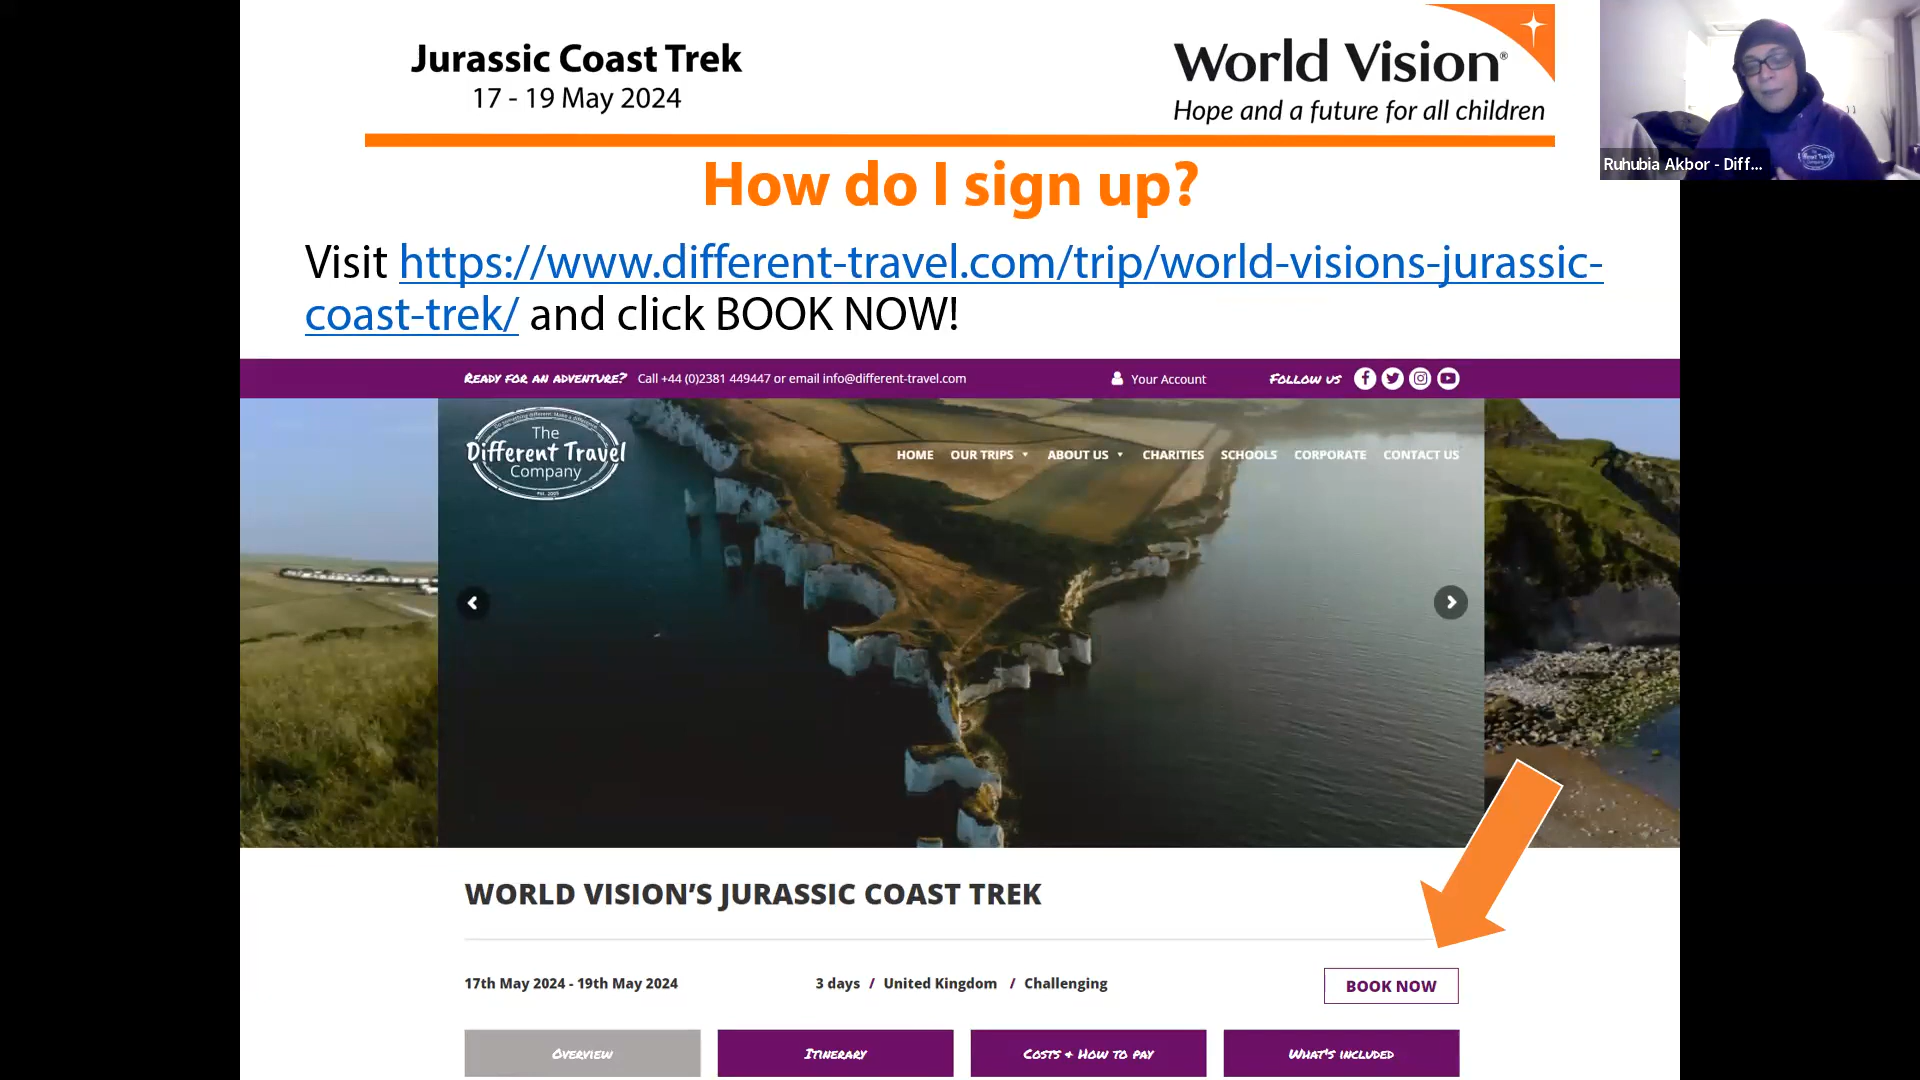 Jurassic Coast Trek
17 - 19 May 2024
World Vision®
Hope and a future for all children
Ruhubia Akbor - Diff...
How do I sign up?
Visit https://www.different-travel.com/trip/world-visions-jurassic-
coast-trek/ and click BOOK NOW!
READY FOR AN ADVENTURE? Call +44 (0)2381 449447 or email info@different-travel.com Your Account FOLLOW US
The
Different Travel
Company
HOME OUR TRIPS ABOUT US CHARITIES SCHOOLS CORPORATE CONTACT US
WORLD VISION'S JURASSIC COAST TREK
17th May 2024 - 19th May 2024 3 days / United Kingdom / Challenging BOOK NOW
OVERVIEW ITINERARY COSTS + HOW TO PAY WHAT'S INCLUDED